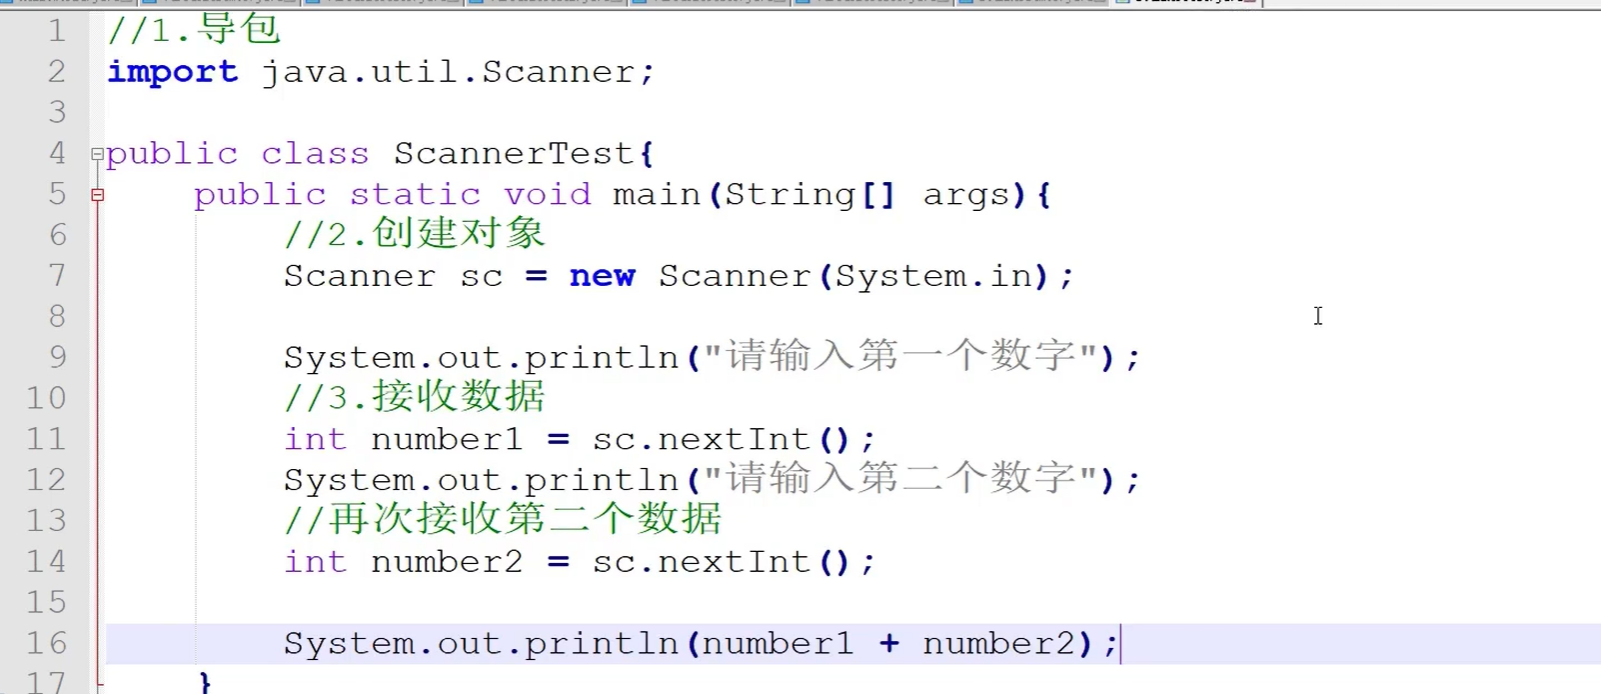 1 //1.导包
2 import java.util.Scanner;
3
4 public class ScannerTest{
5 public static void main(String[] args){
6 //2.创建对象
7 Scanner sc = new Scanner(System.in);
8
9 System.out.println("请输入第一个数字");
10 //3.接收数据
11 int number1 = sc.nextInt();
12 System.out.println("请输入第二个数字");
13 //再次接收第二个数据
14 int number2 = sc.nextInt();
15
16 System.out.println(number1 + number2);
17 }